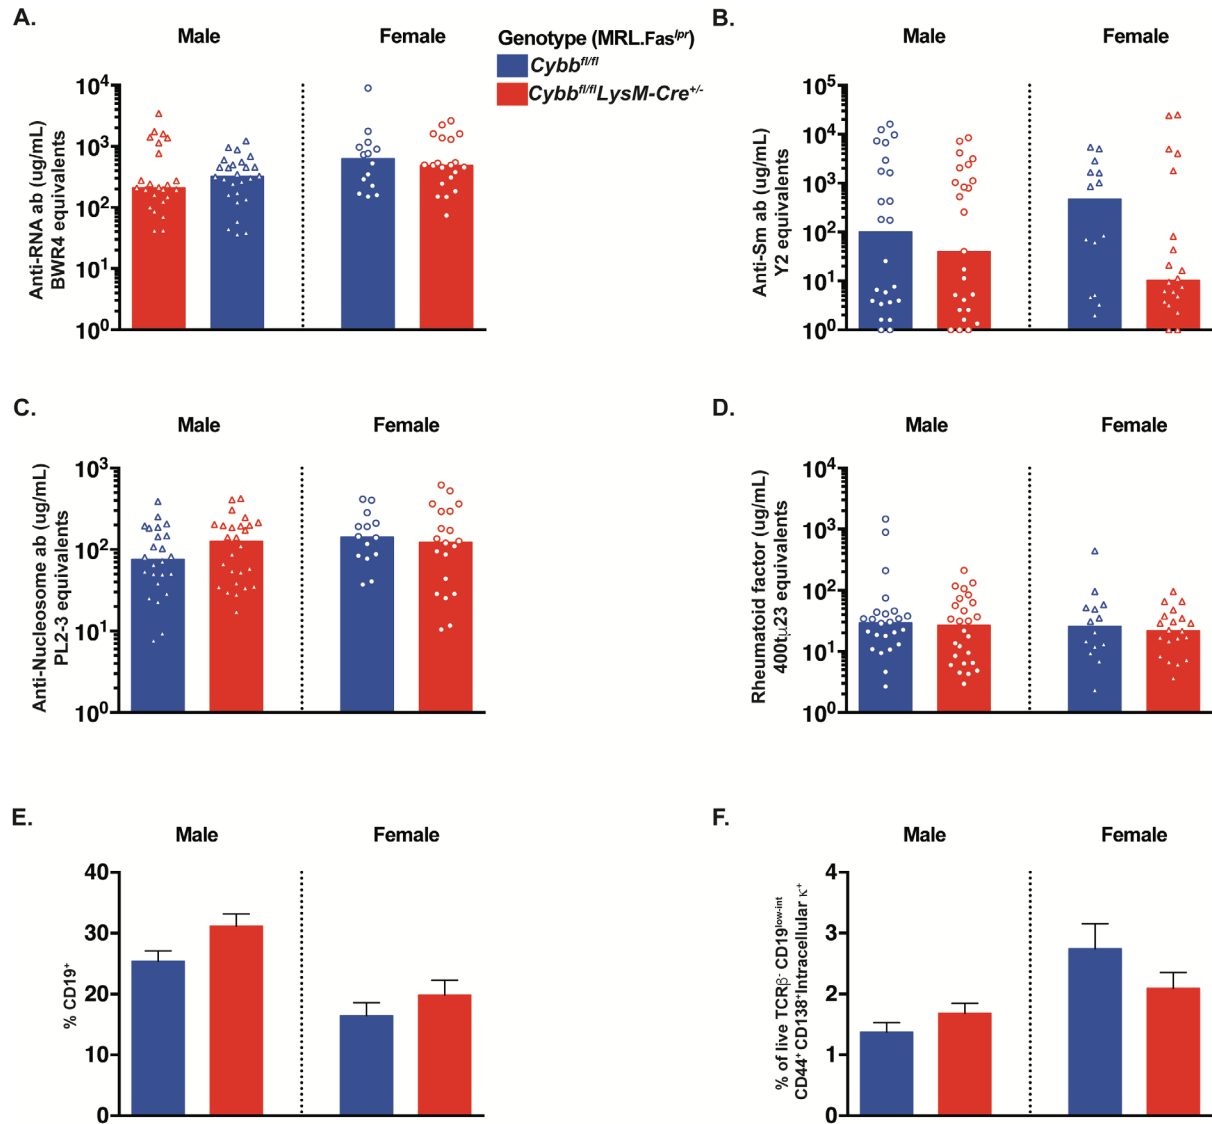 A.
Male
Female
Genotype (MRL.Fas^lpr)
Cybb^fl/fl
Cybb^fl/fl LysM-Cre^+/-
Anti-RNA ab (ug/mL)
BWR4 equivalents
10^4
10^3
10^2
10^1
10^0
B.
Male
Female
Anti-Sm ab (ug/mL)
Y2 equivalents
10^5
10^4
10^3
10^2
10^1
10^0
C.
Male
Female
Anti-Nucleosome ab (ug/mL)
PL2-3 equivalents
10^3
10^2
10^1
10^0
D.
Male
Female
Rheumatoid factor (ug/mL)
400tμ23 equivalents
10^4
10^3
10^2
10^1
10^0
E.
Male
Female
% CD19^+
40
30
20
10
0
F.
Male
Female
% of live TCRβ^- CD19^low-int
CD44^+ CD138^+Intracellular κ^+
4
3
2
1
0